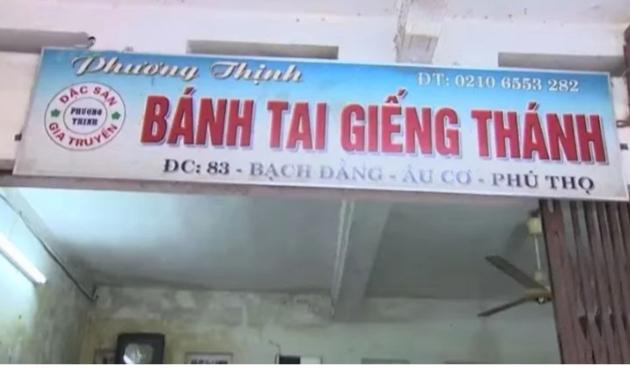 Phương Thịnh
ĐT: 0210 6553 282
ĐẶC SẢN
PHƯƠNG
THỊNH
GIA TRUYỀN
BÁNH TAI GIẾNG THÁNH
ĐC: 83 - BẠCH ĐẰNG - ÂU CƠ - PHÚ THỌ